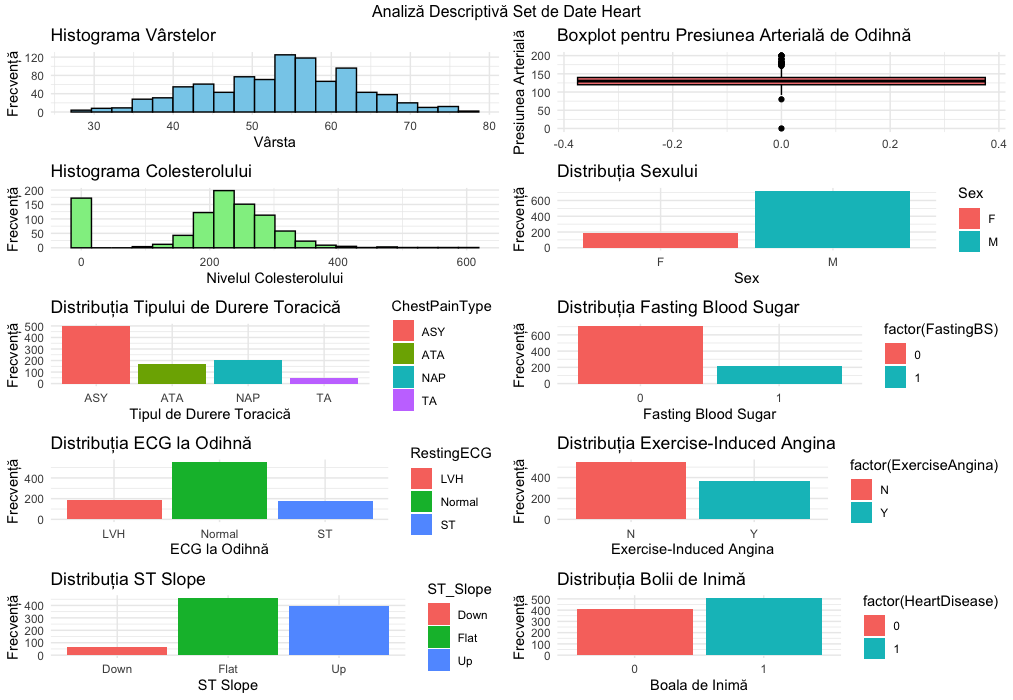 Analiză Descriptivă Set de Date Heart
Histograma Vârstelor
Frecvență
120
80
40
0
30 40 50 60 70 80
Vârsta
Boxplot pentru Presiunea Arterială de Odihnă
Presiunea Arterială
200
150
100
50
0
-0.4 -0.2 0.0 0.2 0.4
Histograma Colesterolului
Frecvență
200
150
100
50
0
0 200 400 600
Nivelul Colesterolului
Distribuția Sexului
Frecvență
600
400
200
0
F M
Sex
Sex
F
M
Distribuția Tipului de Durere Toracică
Frecvență
500
400
300
200
100
0
ASY ATA NAP TA
Tipul de Durere Toracică
ChestPainType
ASY
ATA
NAP
TA
Distribuția Fasting Blood Sugar
Frecvență
600
400
200
0
0 1
Fasting Blood Sugar
factor(FastingBS)
0
1
Distribuția ECG la Odihnă
Frecvență
400
200
0
LVH Normal ST
ECG la Odihnă
RestingECG
LVH
Normal
ST
Distribuția Exercise-Induced Angina
Frecvență
400
200
0
N Y
Exercise-Induced Angina
factor(ExerciseAngina)
N
Y
Distribuția ST Slope
Frecvență
400
300
200
100
0
Down Flat Up
ST Slope
ST_Slope
Down
Flat
Up
Distribuția Bolii de Inimă
Frecvență
500
400
300
200
100
0
0 1
Boala de Inimă
factor(HeartDisease)
0
1